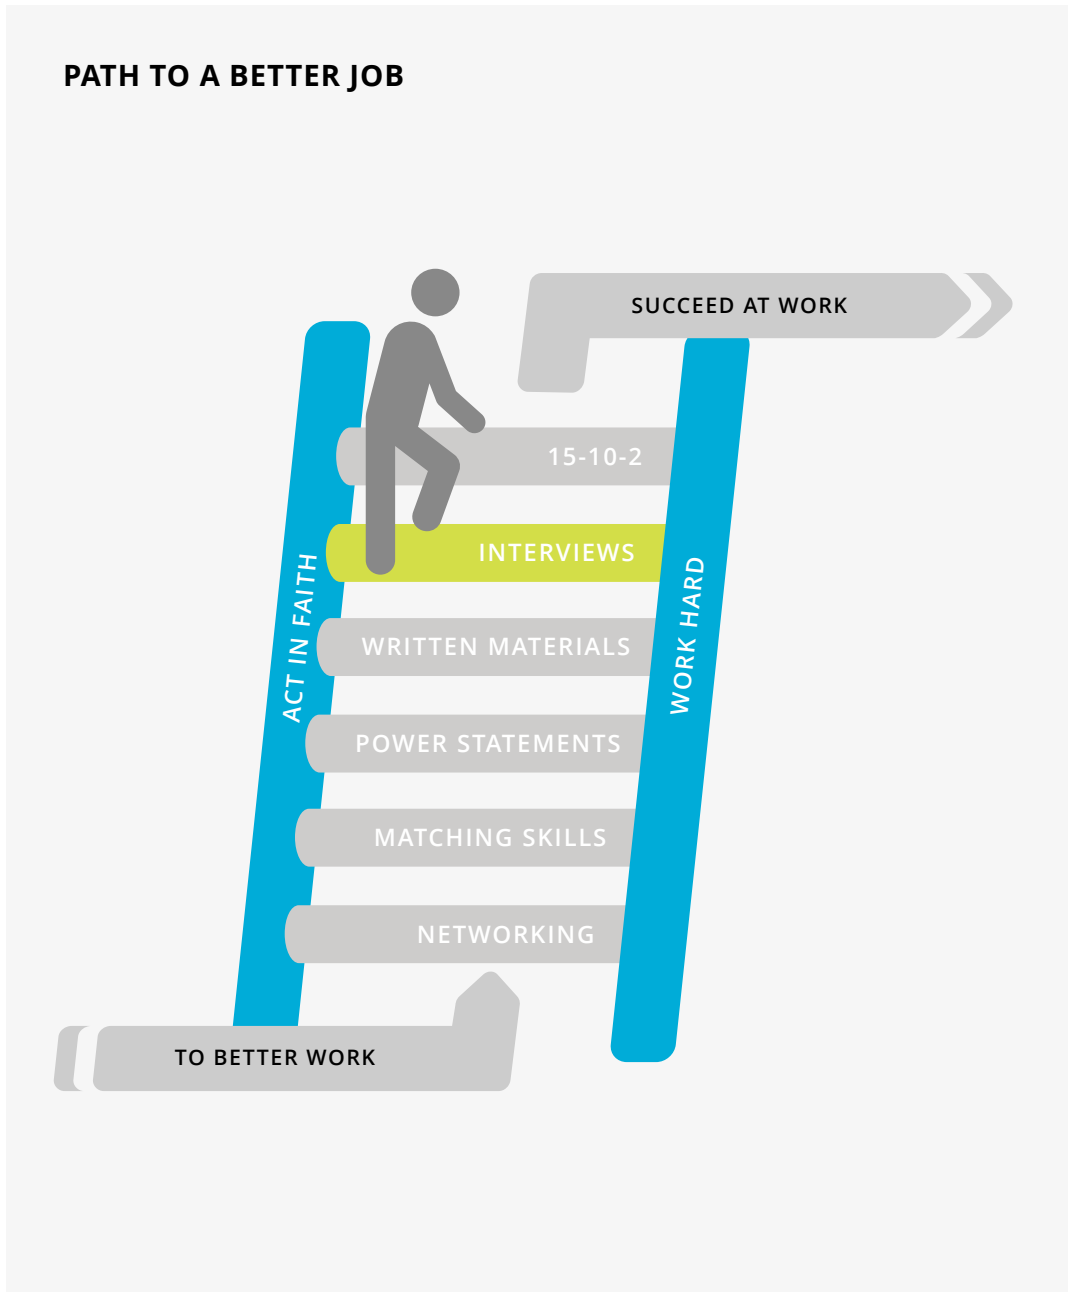 PATH TO A BETTER JOB
SUCCEED AT WORK
15-10-2
INTERVIEWS
ACT IN FAITH
WORK HARD
WRITTEN MATERIALS
POWER STATEMENTS
MATCHING SKILLS
NETWORKING
TO BETTER WORK